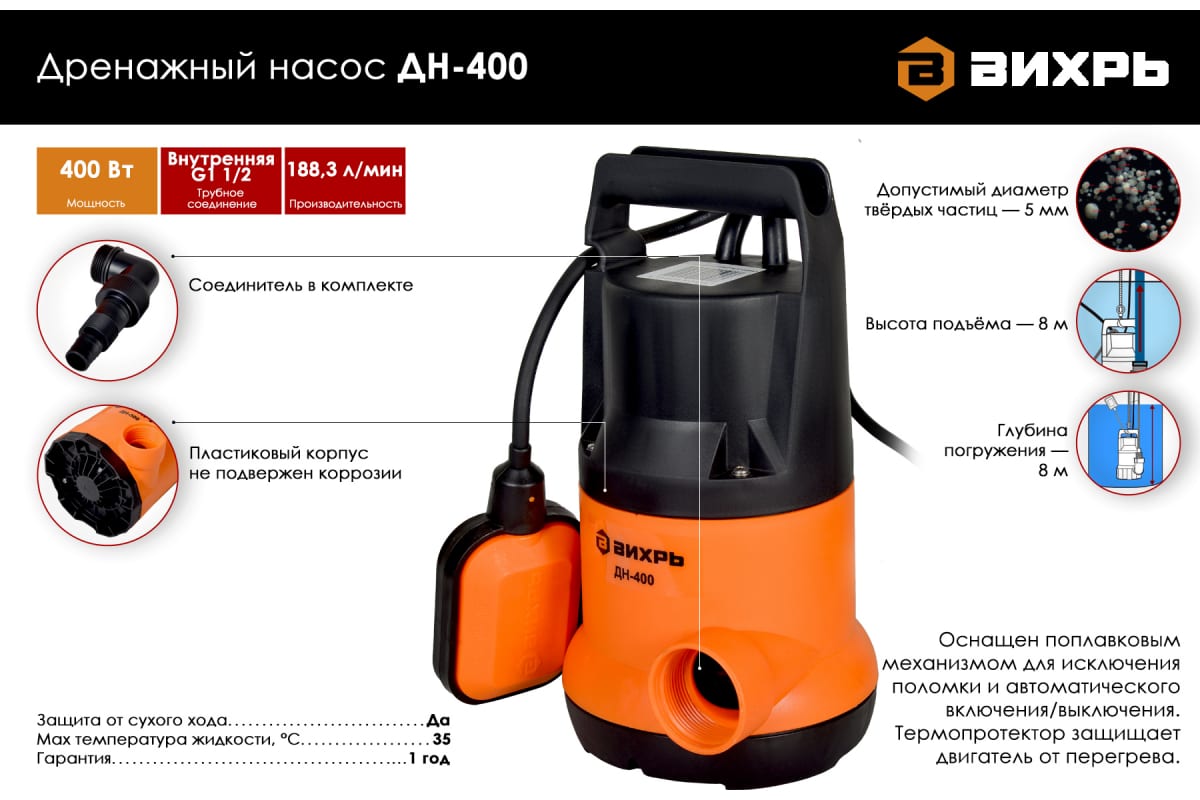 Дренажный насос ДН-400
ВИХРЬ
400 Вт
Мощность
Внутренняя
G1 1/2
Трубное
соединение
188,3 л/мин
Производительность
Соединитель в комплекте
Пластиковый корпус
не подвержен коррозии
ДН-400
Допустимый диаметр
твёрдых частиц — 5 мм
Высота подъёма — 8 м
Глубина
погружения —
8 м
ВИХРЬ
ДН-400
ВИХРЬ
Оснащен поплавковым
механизмом для исключения
поломки и автоматического
включения/выключения.
Термопротектор защищает
двигатель от перегрева.
Защита от сухого хода............................Да
Мах температура жидкости, °С...................35
Гарантия................................................1 год